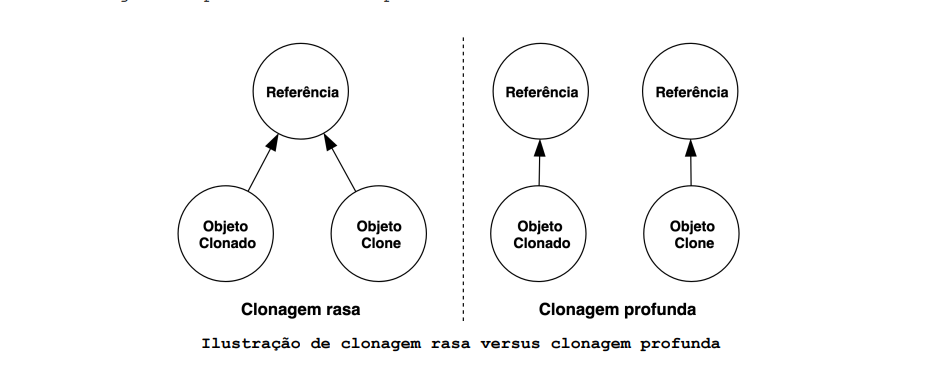 Referência
Referência
Referência
Objeto
Clonado
Objeto
Clone
Objeto
Clonado
Objeto
Clone
Clonagem rasa
Clonagem profunda
Ilustração de clonagem rasa versus clonagem profunda